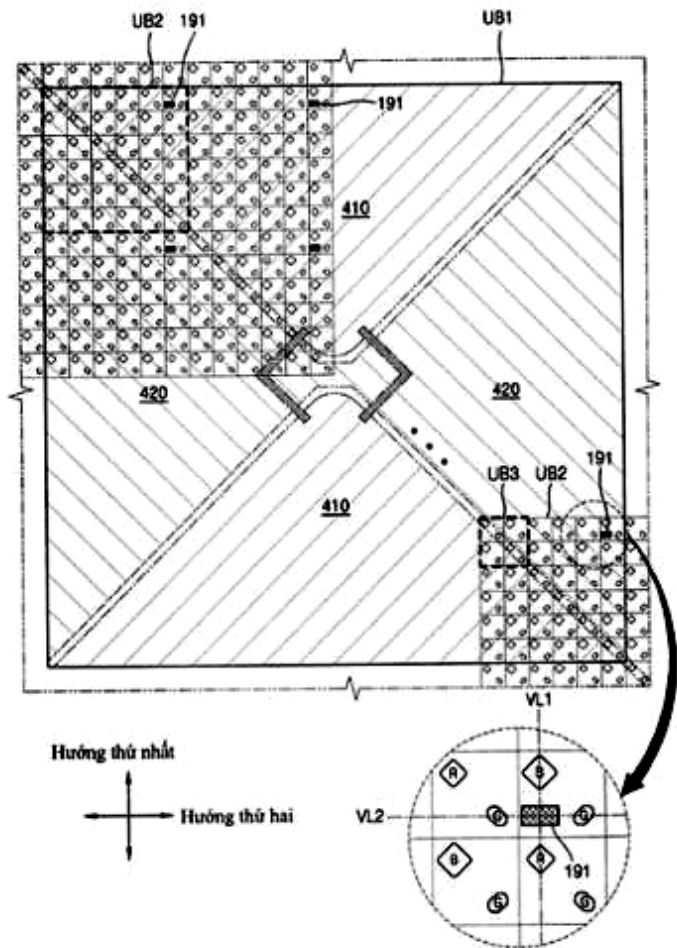 UB2
191
UB1
191
410
420
420
410
UB3
UB2
191
VL1
Hướng thứ nhất
Hướng thứ hai
VL2
R
B
G
G
B
R
191
G
G